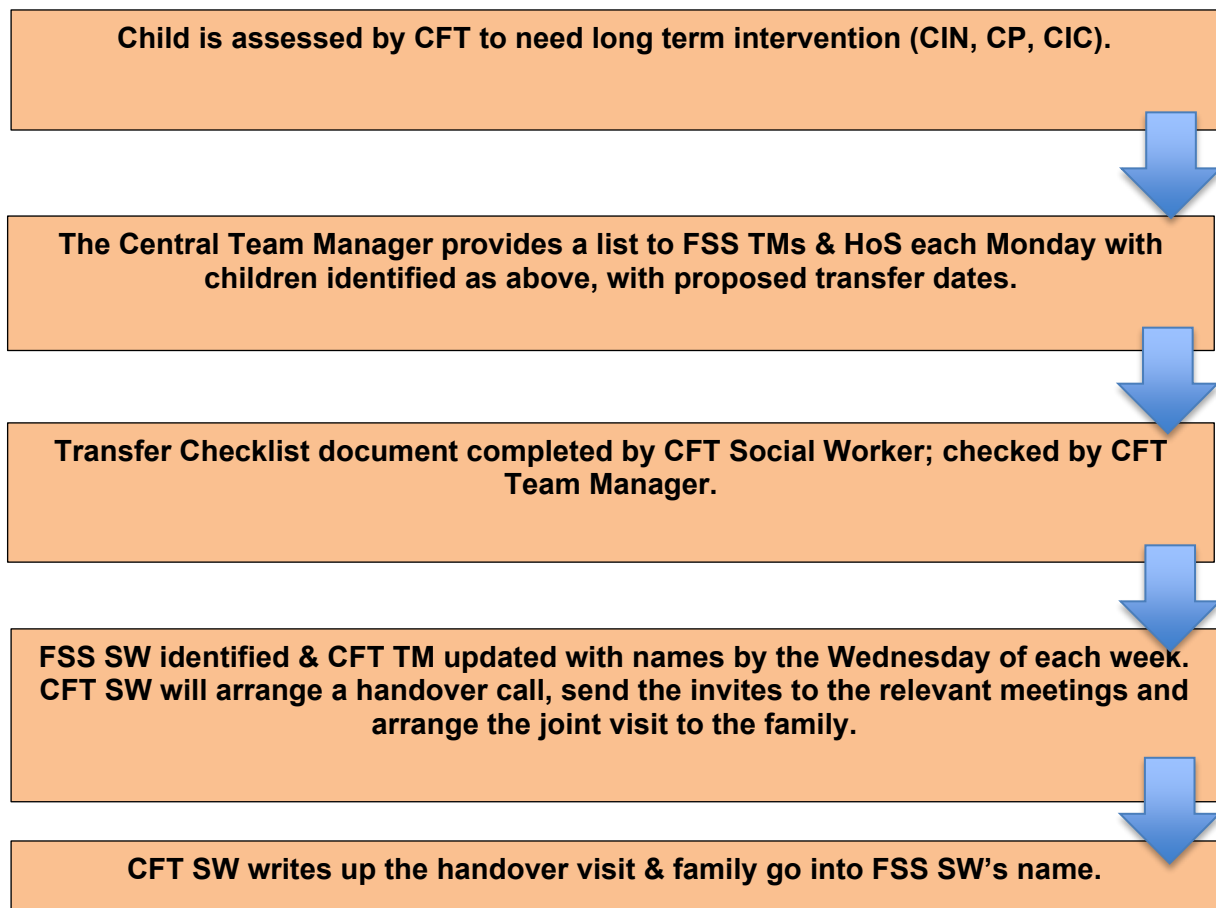 Child is assessed by CFT to need long term intervention (CIN, CP, CIC).
The Central Team Manager provides a list to FSS TMs & HoS each Monday with
children identified as above, with proposed transfer dates.
Transfer Checklist document completed by CFT Social Worker; checked by CFT
Team Manager.
FSS SW identified & CFT TM updated with names by the Wednesday of each week.
CFT SW will arrange a handover call, send the invites to the relevant meetings and
arrange the joint visit to the family.
CFT SW writes up the handover visit & family go into FSS SW’s name.